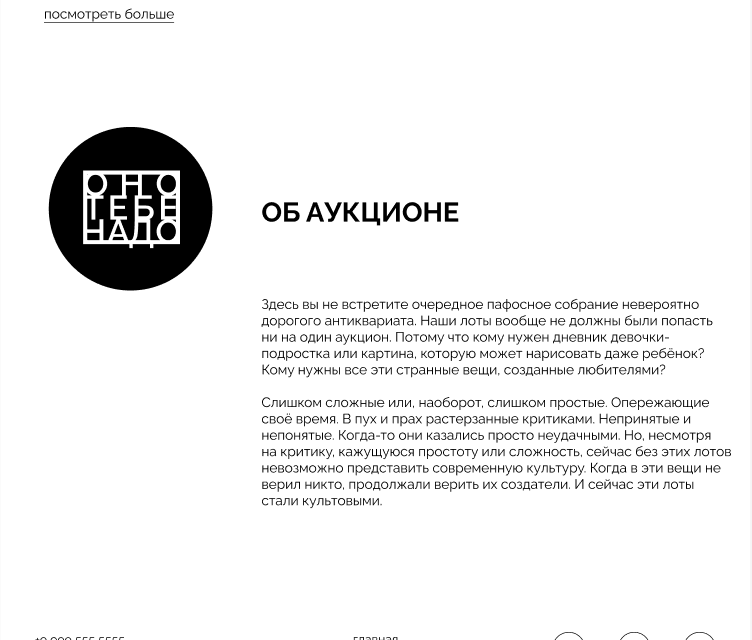 посмотреть больше
ОНО
ТЕБЕ
НАДО
ОБ АУКЦИОНЕ
Здесь вы не встретите очередное пафосное собрание невероятно
дорогого антиквариата. Наши лоты вообще не должны были попасть
ни на один аукцион. Потому что кому нужен дневник девочки-
подростка или картина, которую может нарисовать даже ребёнок?
Кому нужны все эти странные вещи, созданные любителями?
Слишком сложные или, наоборот, слишком простые. Опережающие
своё время. В пух и прах растерзанные критиками. Непринятые и
непонятые. Когда-то они казались просто неудачными. Но, несмотря
на критику, кажущуюся простоту или сложность, сейчас без этих лотов
невозможно представить современную культуру. Когда в эти вещи не
верил никто, продолжали верить их создатели. И сейчас эти лоты
стали культовыми.
главная